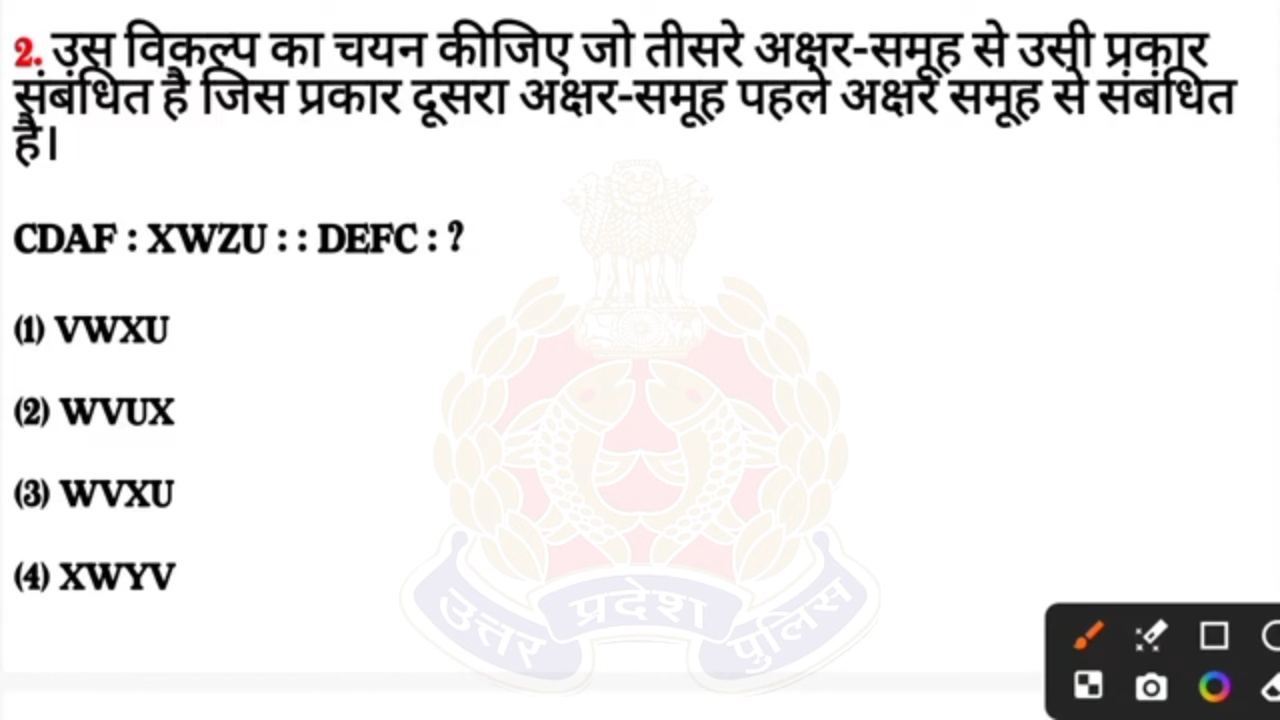 2. उस विकल्प का चयन कीजिए जो तीसरे अक्षर-समूह से उसी प्रकार
संबंधित है जिस प्रकार दूसरा अक्षर-समूह पहले अक्षर समूह से संबंधित
है।
CDAF : XWZU : : DEFC : ?
(1) VWXU
(2) WVUX
(3) WVXU
(4) XWYV
उत्तर प्रदेश पुलिस